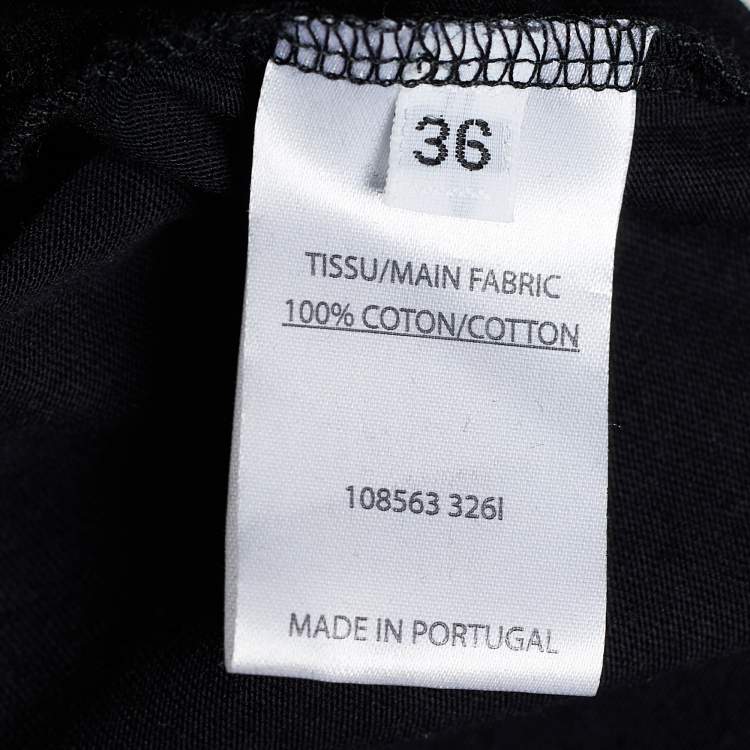 36
TISSU/MAIN FABRIC
100% COTON/COTTON
108563 326I
MADE IN PORTUGAL